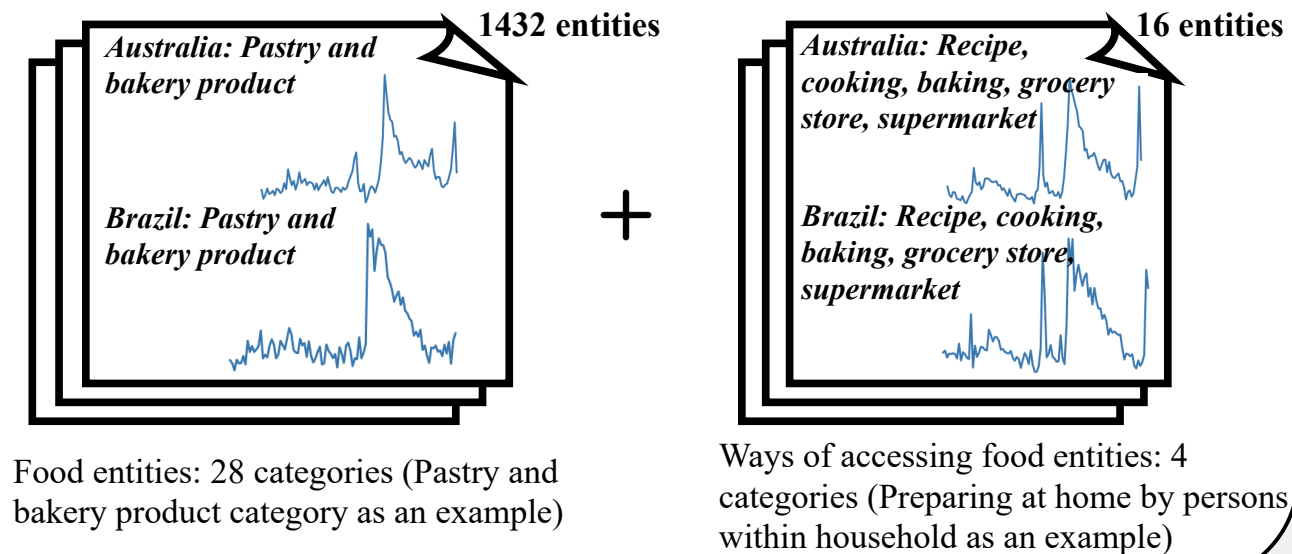 1432 entities
Australia: Pastry and
bakery product
Brazil: Pastry and
bakery product
Food entities: 28 categories (Pastry and
bakery product category as an example)
+
16 entities
Australia: Recipe,
cooking, baking, grocery
store, supermarket
Brazil: Recipe, cooking,
baking, grocery store,
supermarket
Ways of accessing food entities: 4
categories (Preparing at home by persons
within household as an example)